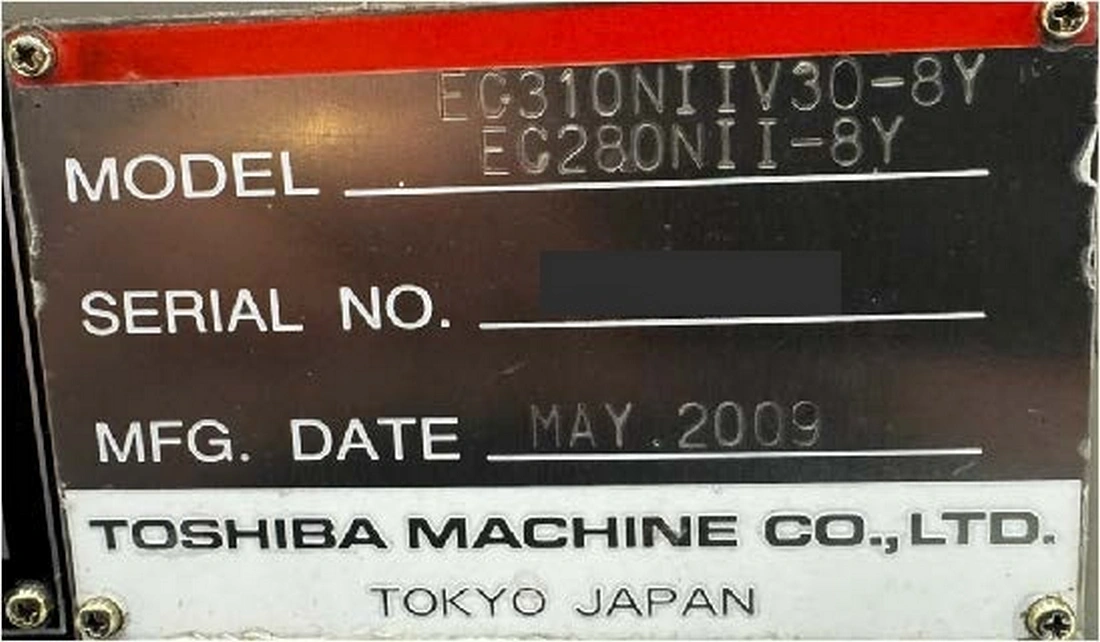 EC310NIIV30-8Y
EC280NII-8Y
MODEL
SERIAL NO.
MFG. DATE MAY.2009
TOSHIBA MACHINE CO.,LTD.
TOKYO JAPAN